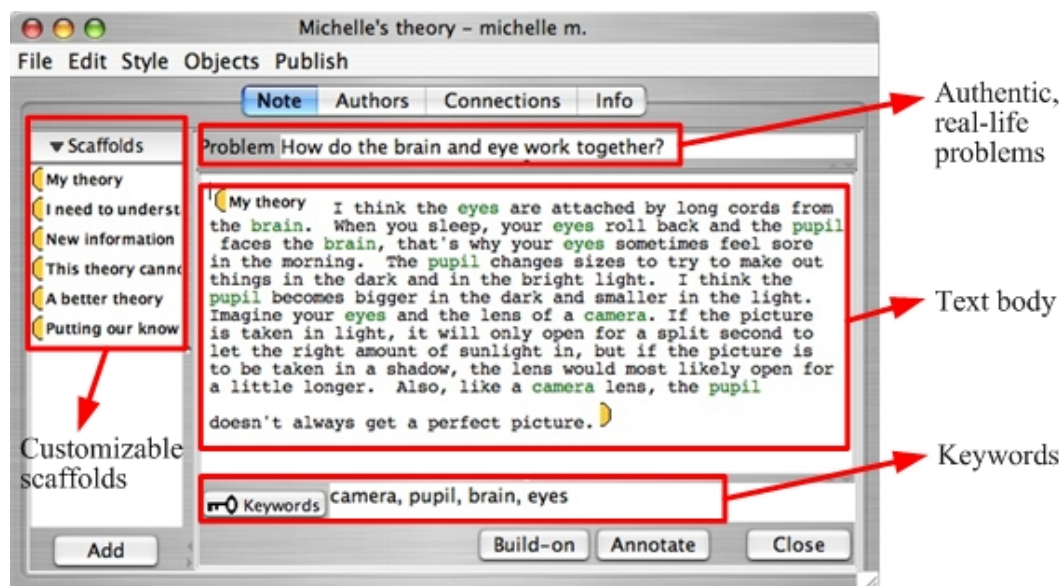 Michelle's theory – michelle m.
File Edit Style Objects Publish
Note Authors Connections Info
Scaffolds
My theory
I need to underst
New information
This theory canno
A better theory
Putting our know
Add
Customizable
scaffolds
Problem How do the brain and eye work together?
My theory I think the eyes are attached by long cords from
the brain. When you sleep, your eyes roll back and the pupil
faces the brain, that's why your eyes sometimes feel sore
in the morning. The pupil changes sizes to try to make out
things in the dark and in the bright light. I think the
pupil becomes bigger in the dark and smaller in the light.
Imagine your eyes and the lens of a camera. If the picture
is taken in light, it will only open for a split second to
let the right amount of sunlight in, but if the picture is
to be taken in a shadow, the lens would most likely open for
a little longer. Also, like a camera lens, the pupil
doesn't always get a perfect picture.
Keywords camera, pupil, brain, eyes
Build-on Annotate Close
Authentic,
real-life
problems
Text body
Keywords